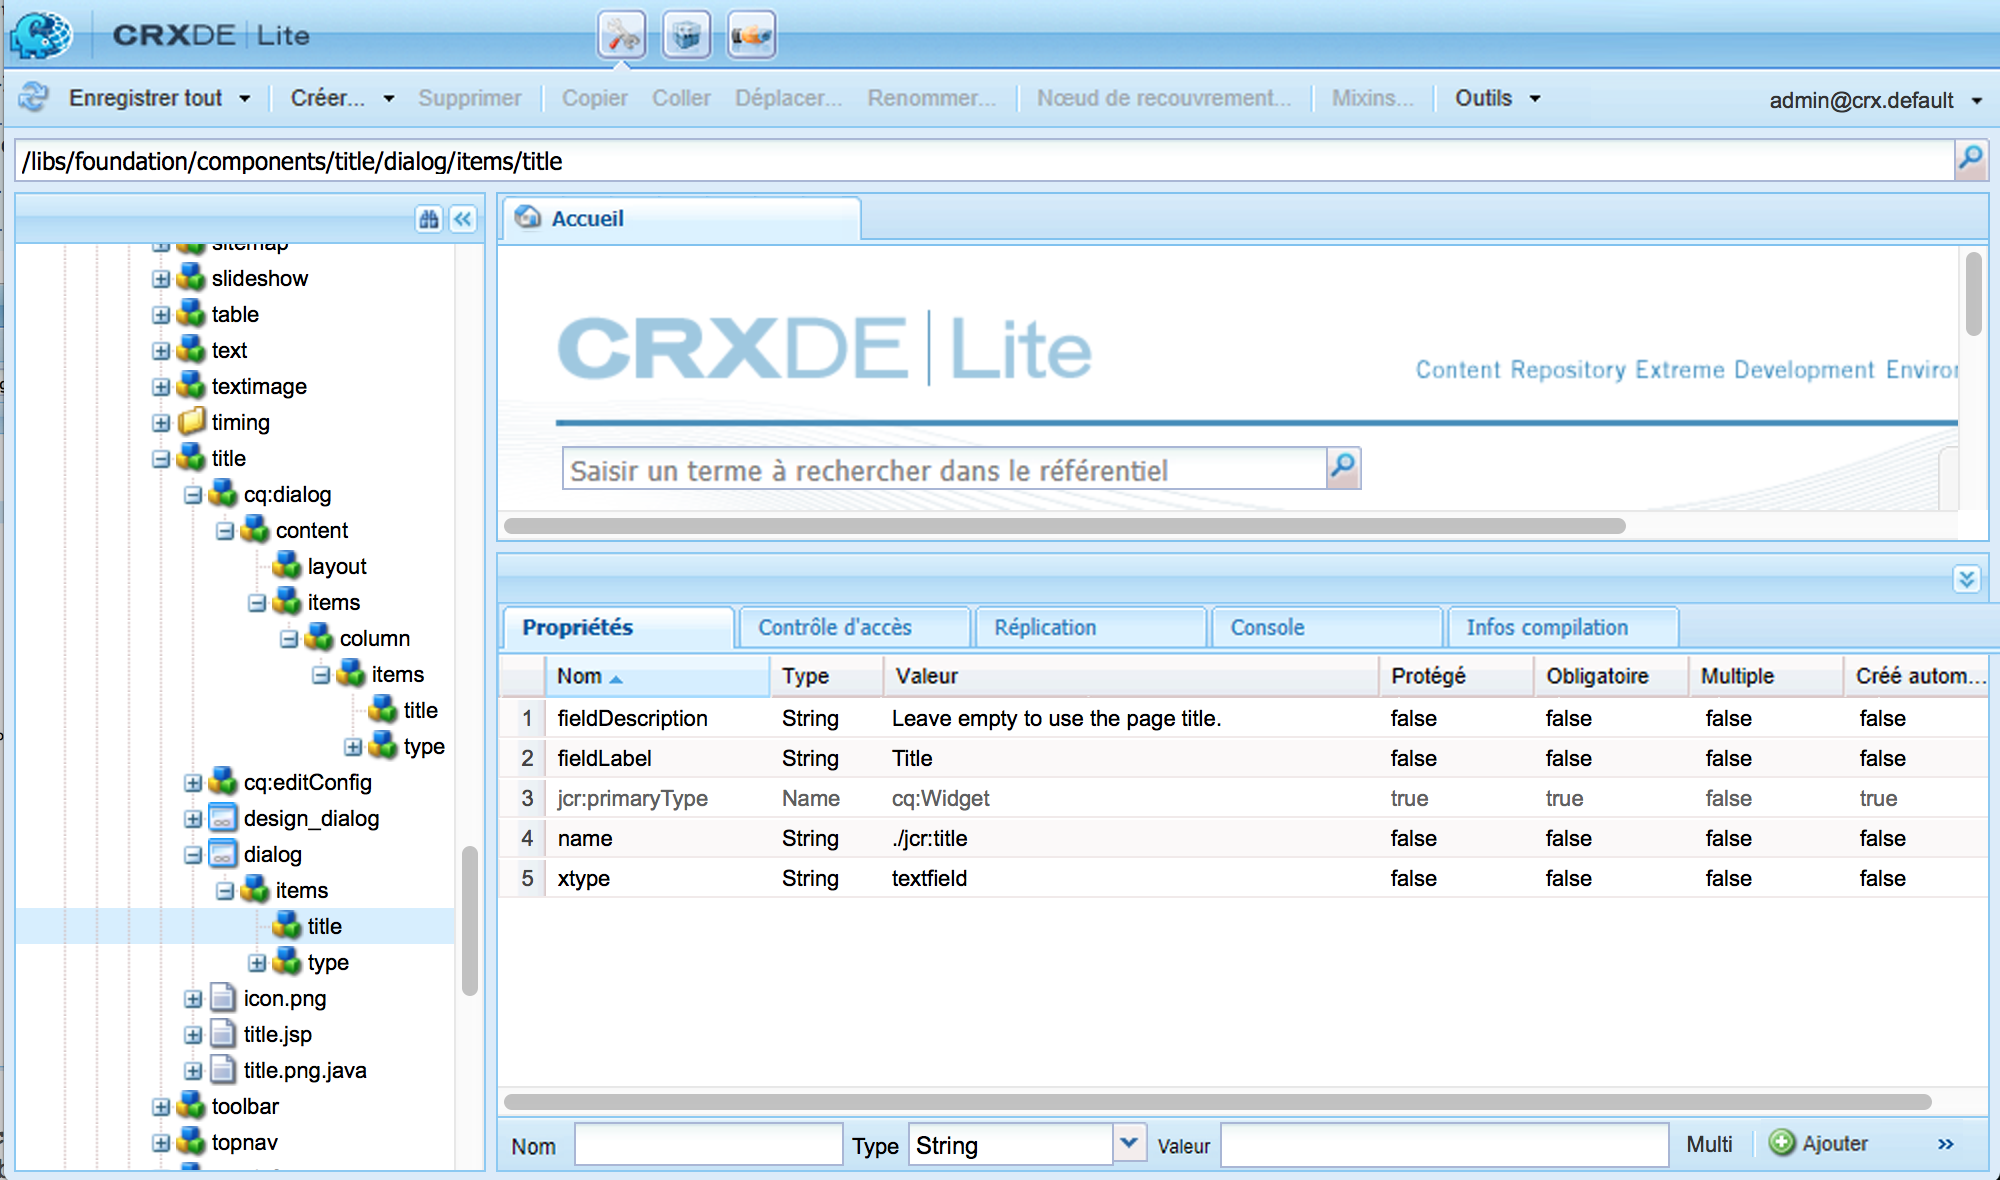 CRXDE Lite
Enregistrer tout Créer... Supprimer Copier Coller Déplacer... Renommer... Nœud de recouvrement... Mixins... Outils admin@crx.default
/libs/foundation/components/title/dialog/items/title
sitemap
slideshow
table
text
textimage
timing
title
cq:dialog
content
layout
items
column
items
title
type
cq:editConfig
design_dialog
dialog
items
title
type
icon.png
title.jsp
title.png.java
toolbar
topnav
Accueil
CRXDE Lite
Content Repository Extreme Development Environ
Saisir un terme à rechercher dans le référentiel
Propriétés Contrôle d'accès Réplication Console Infos compilation
Nom Type Valeur Protégé Obligatoire Multiple Créé autom...
1 fieldDescription String Leave empty to use the page title. false false false false
2 fieldLabel String Title false false false false
3 jcr:primaryType Name cq:Widget true true false true
4 name String ./jcr:title false false false false
5 xtype String textfield false false false false
Nom Type String Valeur Multi Ajouter »